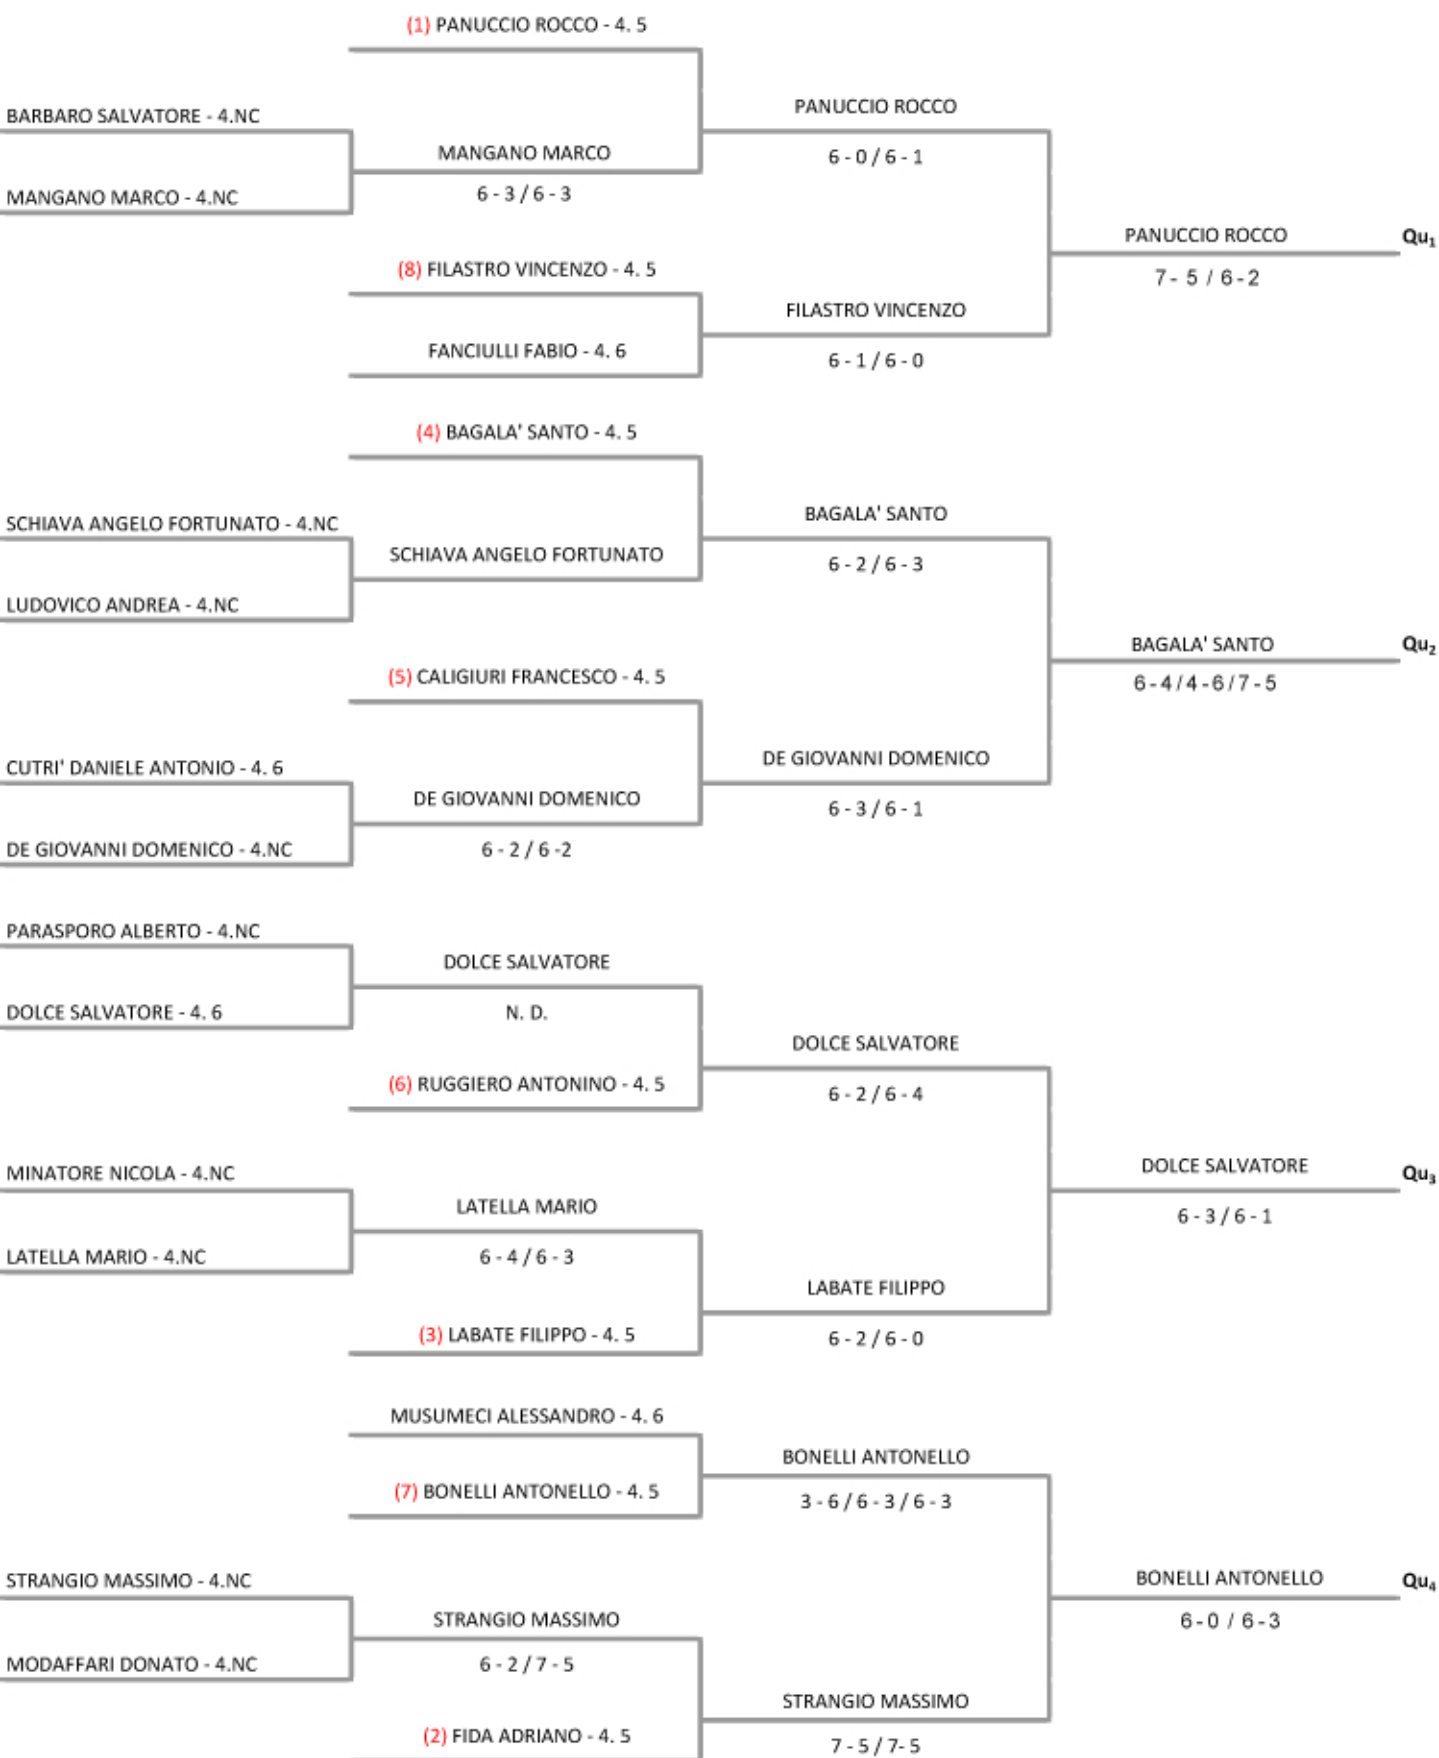 (1) PANUCCIO ROCCO - 4. 5
PANUCCIO ROCCO
BARBARO SALVATORE - 4.NC
MANGANO MARCO
6 - 0 / 6 - 1
MANGANO MARCO - 4.NC
6 - 3 / 6 - 3
PANUCCIO ROCCO
Qu1
(8) FILASTRO VINCENZO - 4. 5
7 - 5 / 6 - 2
FILASTRO VINCENZO
FANCIULLI FABIO - 4. 6
6 - 1 / 6 - 0
(4) BAGALA' SANTO - 4. 5
BAGALA' SANTO
SCHIAVA ANGELO FORTUNATO - 4.NC
SCHIAVA ANGELO FORTUNATO
6 - 2 / 6 - 3
LUDOVICO ANDREA - 4.NC
BAGALA' SANTO
Qu2
(5) CALIGIURI FRANCESCO - 4. 5
6 - 4 / 4 - 6 / 7 - 5
DE GIOVANNI DOMENICO
CUTRI' DANIELE ANTONIO - 4. 6
DE GIOVANNI DOMENICO
6 - 3 / 6 - 1
DE GIOVANNI DOMENICO - 4.NC
6 - 2 / 6 -2
PARASPORO ALBERTO - 4.NC
DOLCE SALVATORE
DOLCE SALVATORE - 4. 6
N. D.
DOLCE SALVATORE
(6) RUGGIERO ANTONINO - 4. 5
6 - 2 / 6 - 4
MINATORE NICOLA - 4.NC
DOLCE SALVATORE
Qu3
LATELLA MARIO
6 - 3 / 6 - 1
LATELLA MARIO - 4.NC
6 - 4 / 6 - 3
LABATE FILIPPO
(3) LABATE FILIPPO - 4. 5
6 - 2 / 6 - 0
MUSUMECI ALESSANDRO - 4. 6
BONELLI ANTONELLO
(7) BONELLI ANTONELLO - 4. 5
3 - 6 / 6 - 3 / 6 - 3
STRANGIO MASSIMO - 4.NC
BONELLI ANTONELLO
Qu4
STRANGIO MASSIMO
6 - 0 / 6 - 3
MODAFFARI DONATO - 4.NC
6 - 2 / 7 - 5
STRANGIO MASSIMO
(2) FIDA ADRIANO - 4. 5
7 - 5 / 7- 5